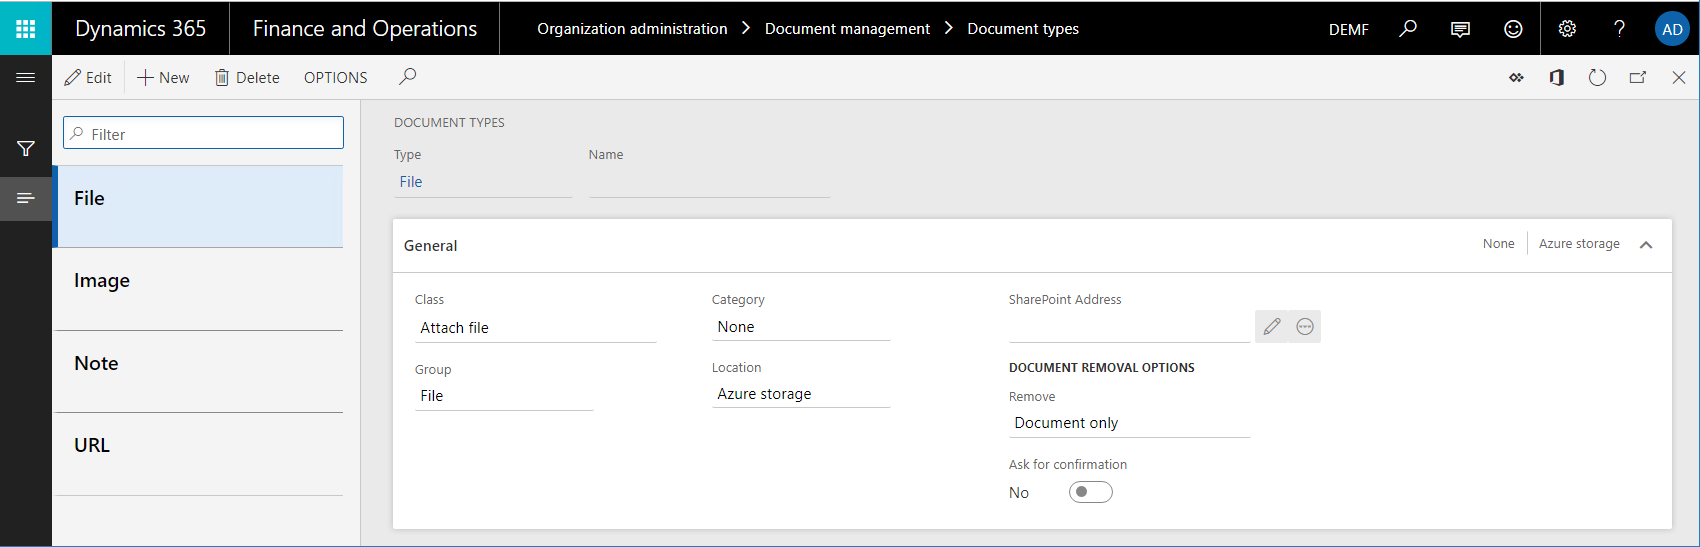 Dynamics 365 Finance and Operations Organization administration > Document management > Document types DEMF ? AD
Edit + New Delete OPTIONS
Filter
File
Image
Note
URL
DOCUMENT TYPES
Type Name
File
General None Azure storage
Class Category SharePoint Address
Attach file None
Group Location DOCUMENT REMOVAL OPTIONS
File Azure storage Remove
Document only
Ask for confirmation
No